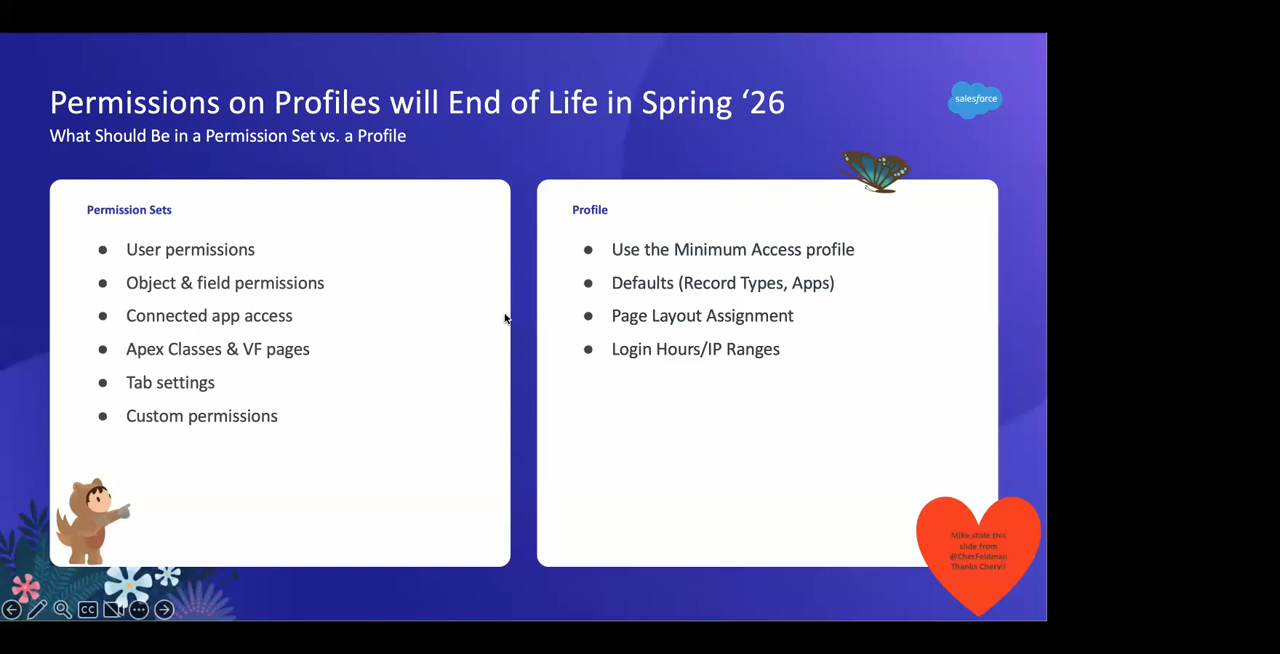 Permissions on Profiles will End of Life in Spring ‘26
What Should Be in a Permission Set vs. a Profile
salesforce
Permission Sets
● User permissions
● Object & field permissions
● Connected app access
● Apex Classes & VF pages
● Tab settings
● Custom permissions
Profile
● Use the Minimum Access profile
● Defaults (Record Types, Apps)
● Page Layout Assignment
● Login Hours/IP Ranges
Mike stole this
slide from
@CherFeldman
Thanks Cheryl!
CC